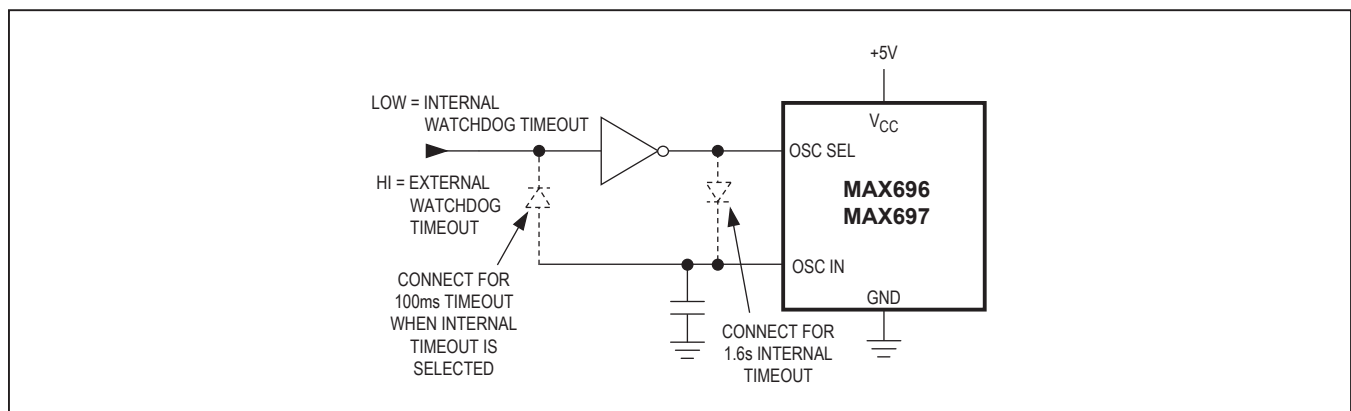 +5V
LOW = INTERNAL
WATCHDOG TIMEOUT
VCC
OSC SEL
HI = EXTERNAL
WATCHDOG
TIMEOUT
MAX696
MAX697
CONNECT FOR
100ms TIMEOUT
WHEN INTERNAL
TIMEOUT IS
SELECTED
OSC IN
GND
CONNECT FOR
1.6s INTERNAL
TIMEOUT